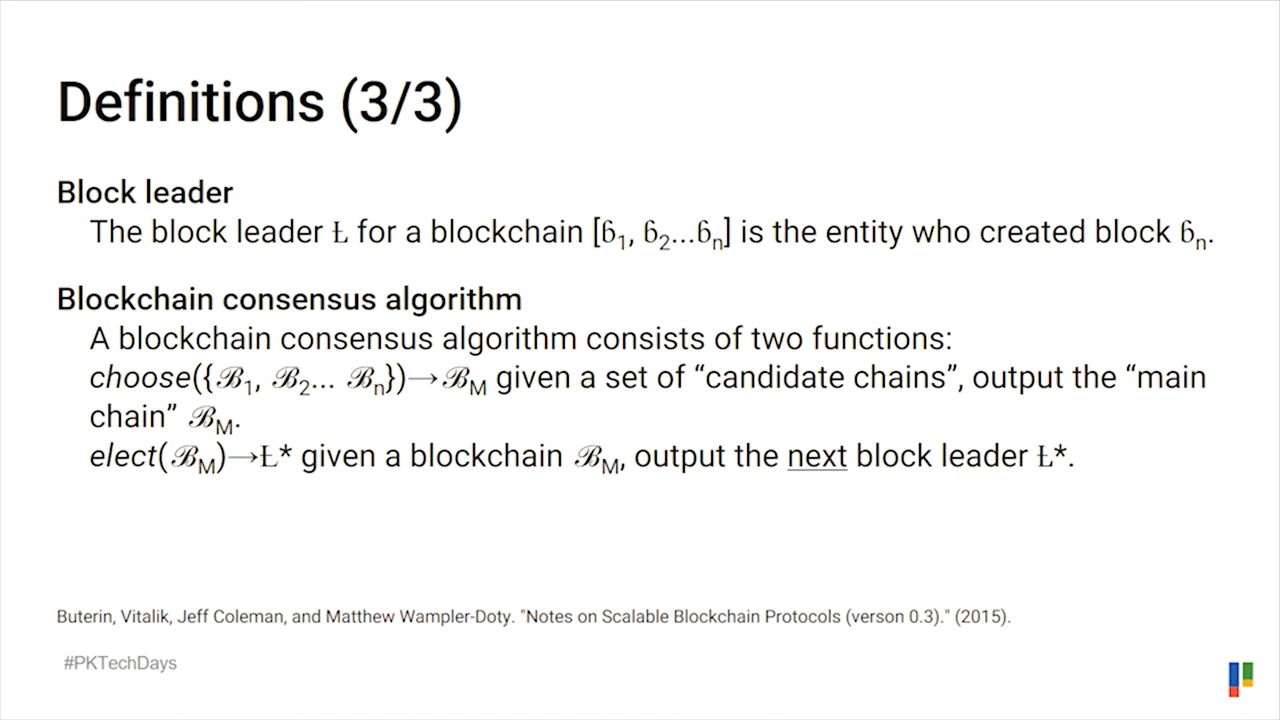 Definitions (3/3)
Block leader
The block leader Ł for a blockchain [ɓ₁, ɓ₂...ɓₙ] is the entity who created block ɓₙ.
Blockchain consensus algorithm
A blockchain consensus algorithm consists of two functions:
choose({ℬ₁, ℬ₂... ℬₙ})→ℬM given a set of “candidate chains”, output the “main
chain” ℬM.
elect(ℬM)→Ł* given a blockchain ℬM, output the next block leader Ł*.
Buterin, Vitalik, Jeff Coleman, and Matthew Wampler-Doty. "Notes on Scalable Blockchain Protocols (verson 0.3)." (2015).
#PKTechDays